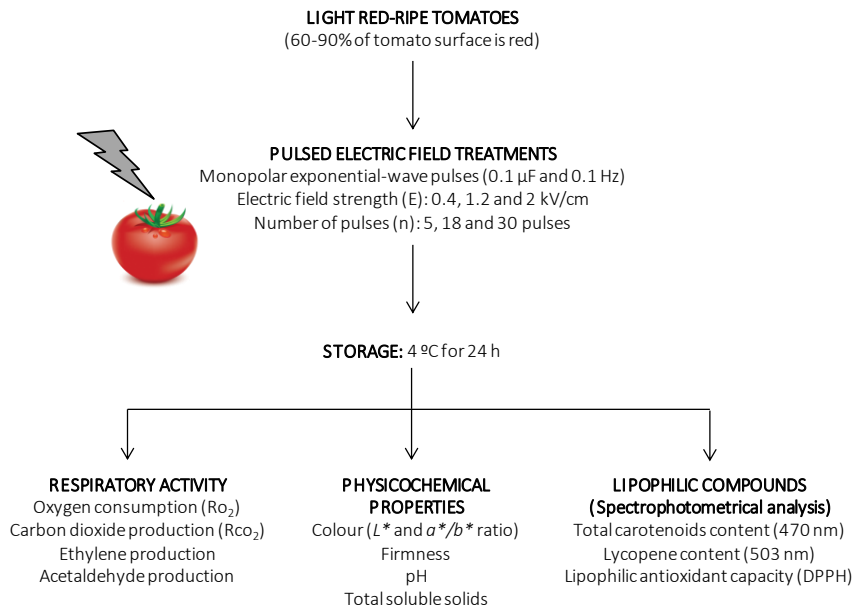 LIGHT RED-RIPE TOMATOES
(60-90% of tomato surface is red)
PULSED ELECTRIC FIELD TREATMENTS
Monopolar exponential-wave pulses (0.1 µF and 0.1 Hz)
Electric field strength (E): 0.4, 1.2 and 2 kV/cm
Number of pulses (n): 5, 18 and 30 pulses
STORAGE: 4 ºC for 24 h
RESPIRATORY ACTIVITY
Oxygen consumption (Ro₂)
Carbon dioxide production (Rco₂)
Ethylene production
Acetaldehyde production
PHYSICOCHEMICAL
PROPERTIES
Colour (L* and a*/b* ratio)
Firmness
pH
Total soluble solids
LIPOPHILIC COMPOUNDS
(Spectrophotometrical analysis)
Total carotenoids content (470 nm)
Lycopene content (503 nm)
Lipophilic antioxidant capacity (DPPH)